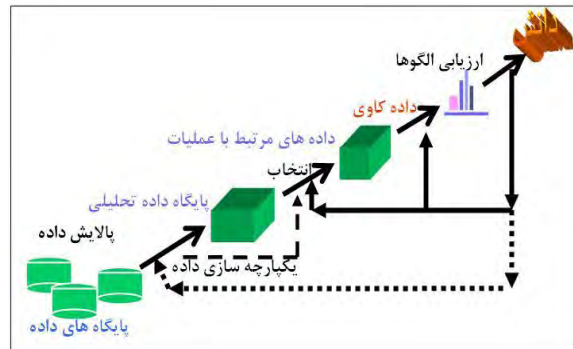 دانش
ارزیابی الگوها
داده کاوی
داده های مرتبط با عملیات
انتخاب
پایگاه داده تحلیلی
پالایش داده
یکپارچه سازی داده
پایگاه های داده